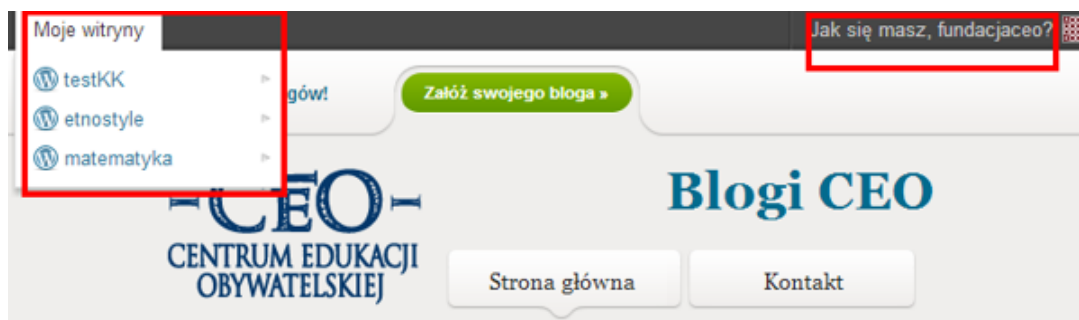 Moje witryny
Jak się masz, fundacjaceo?
testKK
etnostyle
matematyka
gów!
Załóż swojego bloga »
CEO
CENTRUM EDUKACJI
OBYWATELSKIEJ
Blogi CEO
Strona główna
Kontakt